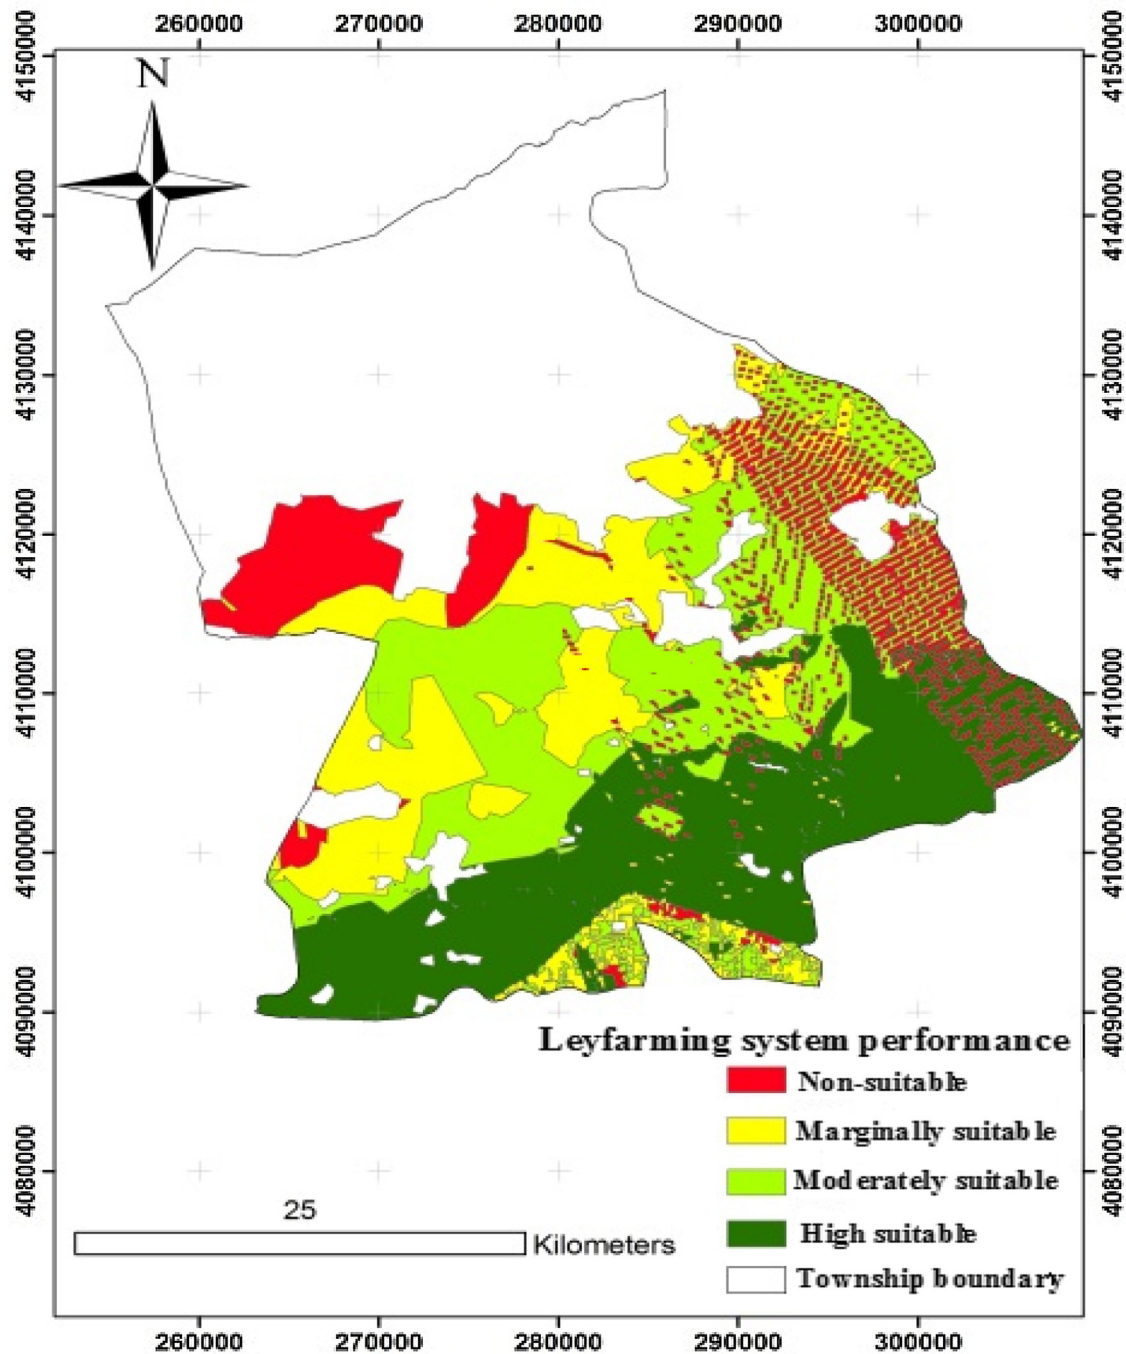 260000 270000 280000 290000 300000
4150000 4150000
N
4140000 4140000
4130000 4130000
4120000 4120000
4110000 4110000
4100000 4100000
4090000 4090000
Leyfarming system performance
Non-suitable
Marginally suitable
4080000 4080000
Moderately suitable
25
High suitable
Kilometers
Township boundary
260000 270000 280000 290000 300000